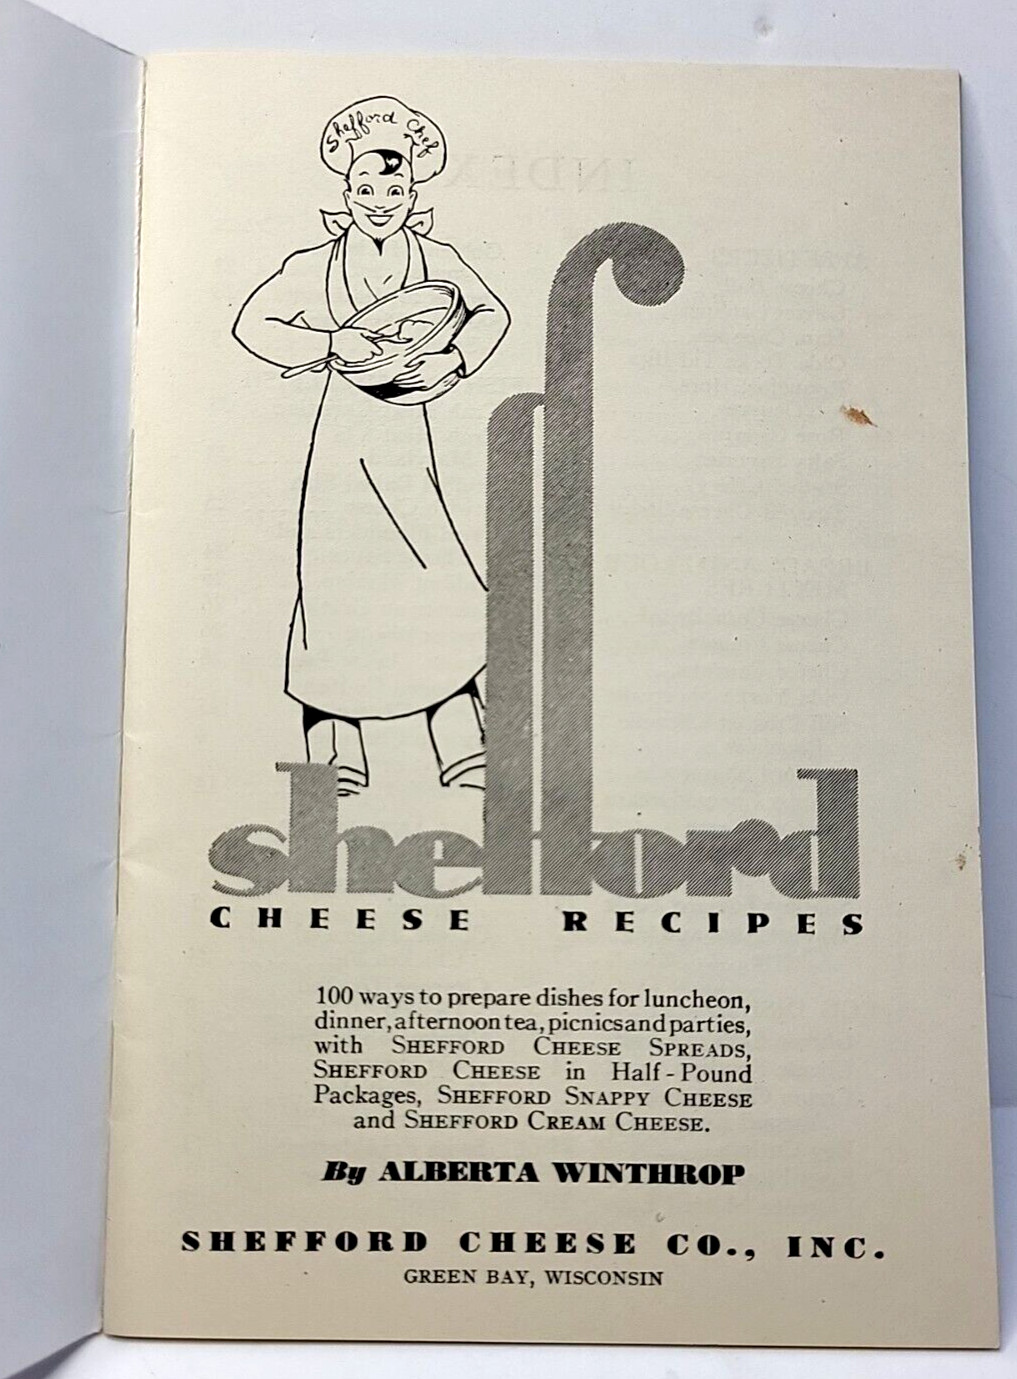 Shefford Chef
shefford
CHEESE RECIPES
100 ways to prepare dishes for luncheon,
dinner, afternoon tea, picnics and parties,
with SHEFFORD CHEESE SPREADS,
SHEFFORD CHEESE in Half-Pound
Packages, SHEFFORD SNAPPY CHEESE
and SHEFFORD CREAM CHEESE.
By ALBERTA WINTHROP
SHEFFORD CHEESE CO., INC.
GREEN BAY, WISCONSIN